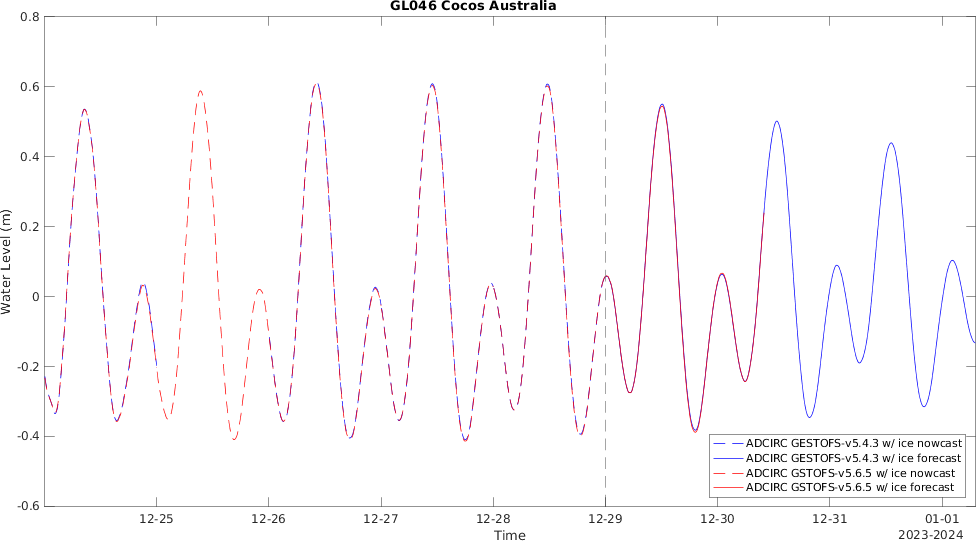 GL046 Cocos Australia
0.8
0.6
0.4
0.2
0
-0.2
-0.4
-0.6
Water Level (m)
ADCIRC GESTOFS-v5.4.3 w/ ice nowcast
ADCIRC GESTOFS-v5.4.3 w/ ice forecast
ADCIRC GSTOFS-v5.6.5 w/ ice nowcast
ADCIRC GSTOFS-v5.6.5 w/ ice forecast
12-25 12-26 12-27 12-28 12-29 12-30 12-31 01-01
Time
2023-2024